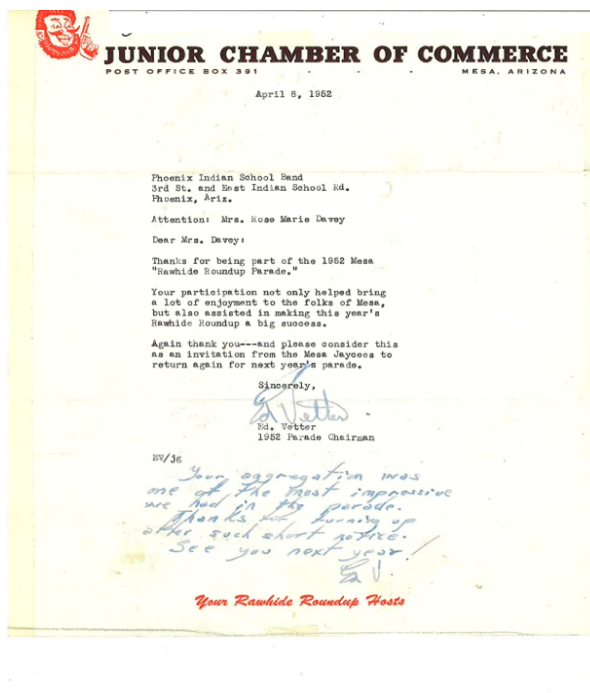 JUNIOR CHAMBER OF COMMERCE
POST OFFICE BOX 391 - - - MESA, ARIZONA
April 8, 1952
Phoenix Indian School Band
3rd St. and East Indian School Rd.
Phoenix, Ariz.
Attention: Mrs. Rose Marie Davey
Dear Mrs. Davey:
Thanks for being part of the 1952 Mesa
"Rawhide Roundup Parade."
Your participation not only helped bring
a lot of enjoyment to the folks of Mesa,
but also assisted in making this year's
Rawhide Roundup a big success.
Again thank you---and please consider this
as an invitation from the Mesa Jaycees to
return again for next year's parade.
Sincerely,
Ed Vetter
Ed. Vetter
1952 Parade Chairman
EV/jg
Your aggregation was
one of the most impressive
we had in the parade.
Thanks for turning up
after such short notice.
See you next year!
Ed V.
Your Rawhide Roundup Hosts